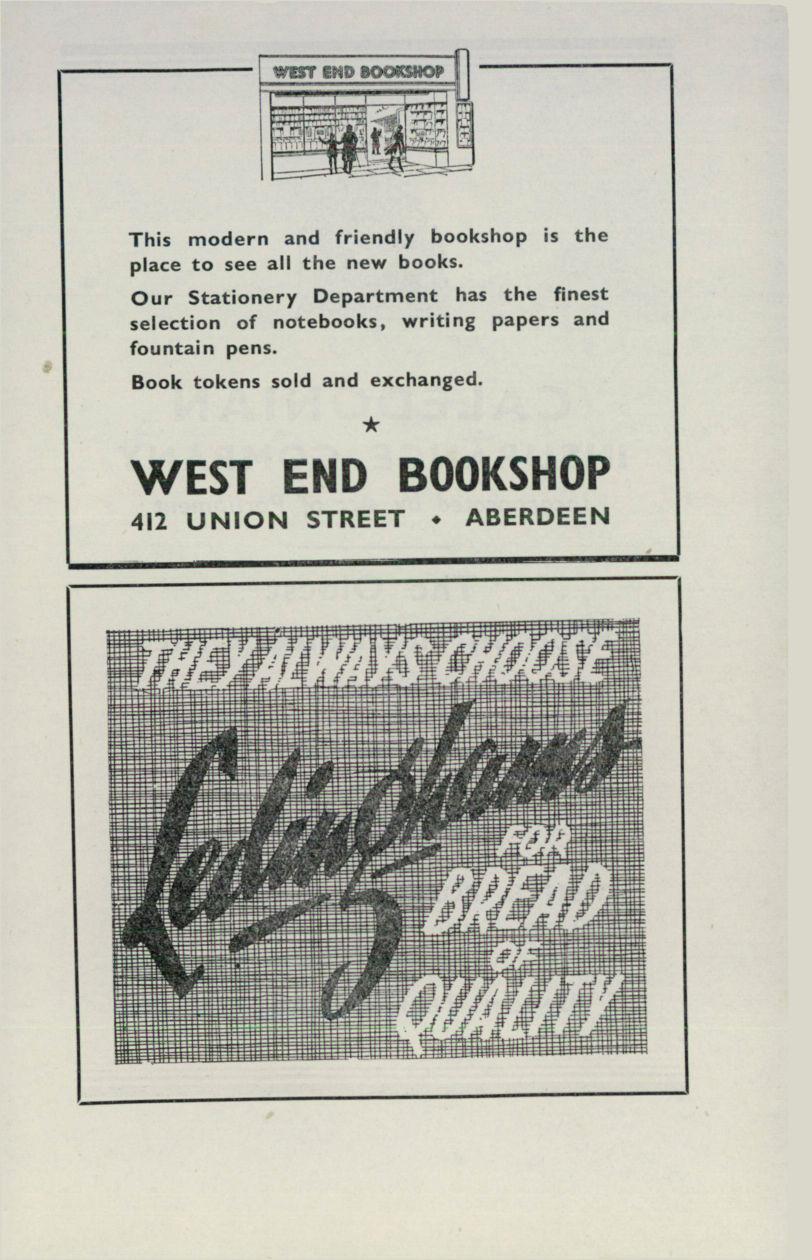 WEST END BOOKSHOP
This modern and friendly bookshop is the
place to see all the new books.
Our Stationery Department has the finest
selection of notebooks, writing papers and
fountain pens.
Book tokens sold and exchanged.
★
WEST END BOOKSHOP
412 UNION STREET ◆ ABERDEEN
THEY ALWAYS CHOOSE
Ledinghams
FOR
BREAD
OF
QUALITY